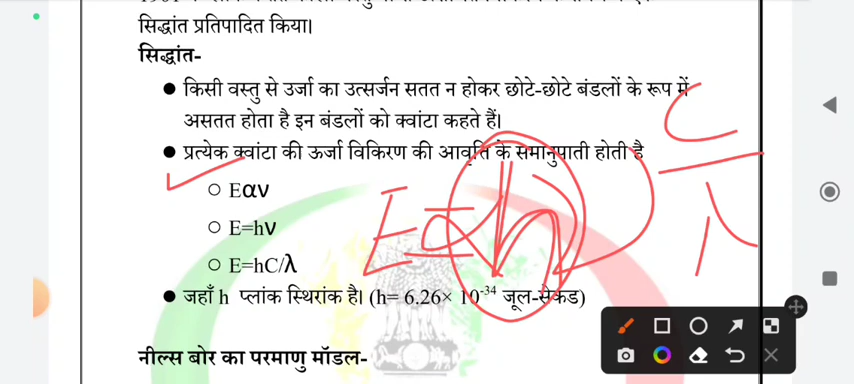 सिद्धांत प्रतिपादित किया।
सिद्धांत-
● किसी वस्तु से उर्जा का उत्सर्जन सतत न होकर छोटे-छोटे बंडलों के रूप में
असतत होता है इन बंडलों को क्वांटा कहते हैं।
● प्रत्येक क्वांटा की ऊर्जा विकिरण की आवृति के समानुपाती होती है
○ Eαν
○ E=hν
○ E=hC/λ
● जहाँ h प्लांक स्थिरांक है। (h= 6.26× 10⁻³⁴ जूल-सेकंड)
नील्स बोर का परमाणु मॉडल-
C
λ